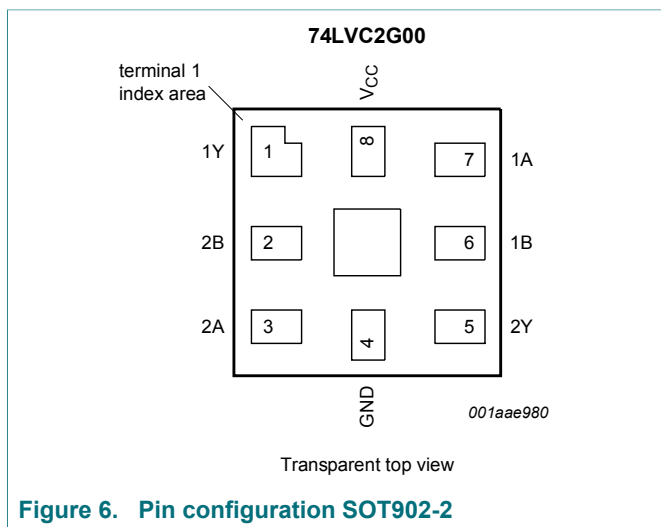 74LVC2G00
terminal 1
index area
VCC
1Y 1 8 7 1A
2B 2 6 1B
2A 3 4 5 2Y
GND
001aae980
Transparent top view
Figure 6. Pin configuration SOT902-2